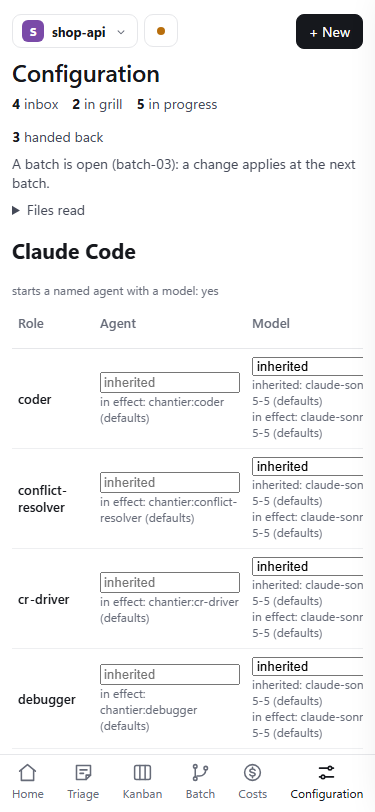 S shop-api
+ New
Configuration
4 inbox 2 in grill 5 in progress
3 handed back
A batch is open (batch-03): a change applies at the next
batch.
Files read
Claude Code
starts a named agent with a model: yes
Role Agent Model
coder
inherited
in effect: chantier:coder
(defaults)
inherited
inherited: claude-son
5-5 (defaults)
in effect: claude-sonn
5-5 (defaults)
conflict-
resolver
inherited
in effect: chantier:conflict-
resolver (defaults)
inherited
inherited: claude-son
5-5 (defaults)
in effect: claude-sonn
5-5 (defaults)
cr-driver
inherited
in effect: chantier:cr-driver
(defaults)
inherited
inherited: claude-son
5-5 (defaults)
in effect: claude-sonn
5-5 (defaults)
debugger
inherited
in effect:
chantier:debugger
(defaults)
inherited
inherited: claude-son
5-5 (defaults)
in effect: claude-sonn
5-5 (defaults)
Home Triage Kanban Batch Costs Configuration